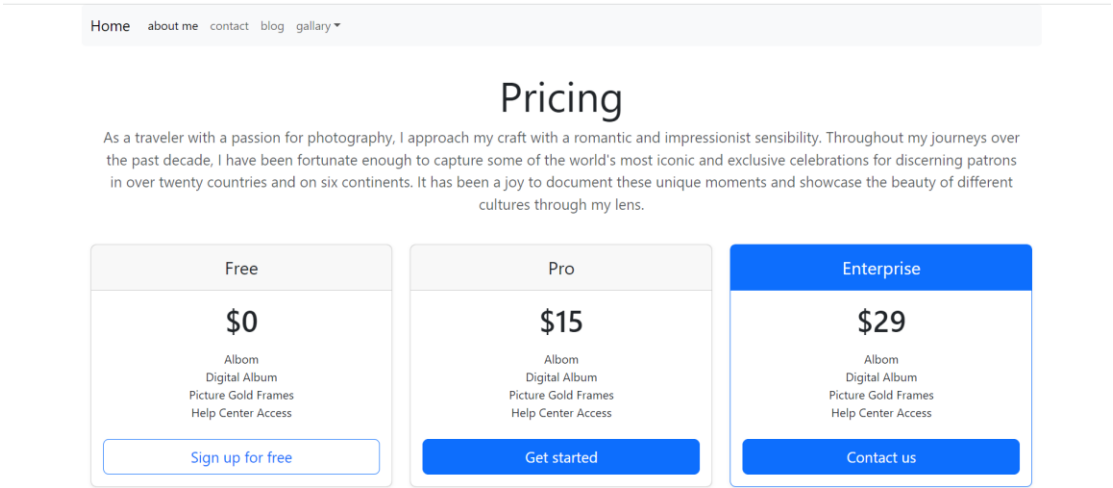 Home about me contact blog gallary
Pricing
As a traveler with a passion for photography, I approach my craft with a romantic and impressionist sensibility. Throughout my journeys over
the past decade, I have been fortunate enough to capture some of the world's most iconic and exclusive celebrations for discerning patrons
in over twenty countries and on six continents. It has been a joy to document these unique moments and showcase the beauty of different
cultures through my lens.
Free
$0
Albom
Digital Album
Picture Gold Frames
Help Center Access
Sign up for free
Pro
$15
Albom
Digital Album
Picture Gold Frames
Help Center Access
Get started
Enterprise
$29
Albom
Digital Album
Picture Gold Frames
Help Center Access
Contact us